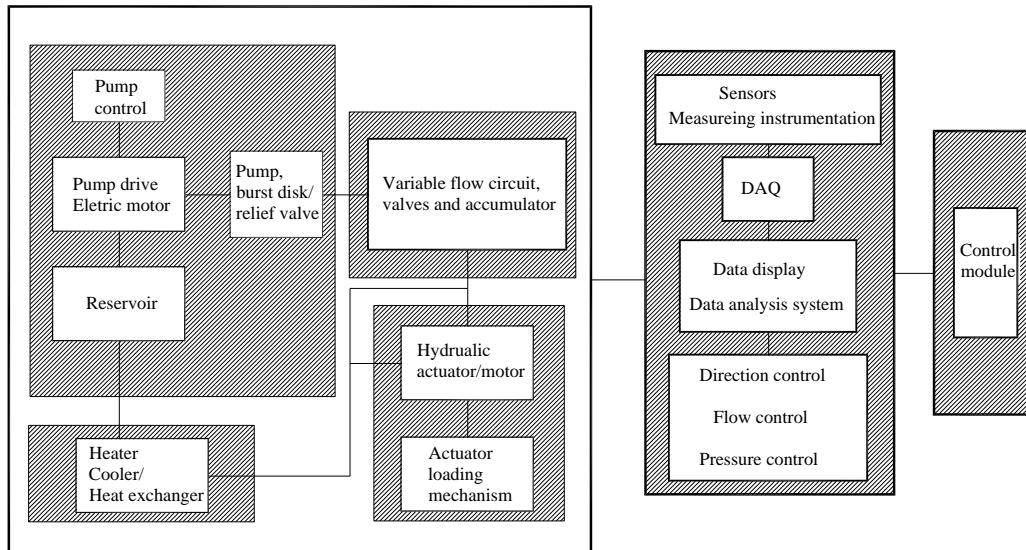 Pump
control
Pump drive
Eletric motor
Pump,
burst disk/
relief valve
Reservoir
Heater
Cooler/
Heat exchanger
Variable flow circuit,
valves and accumulator
Hydrualic
actuator/motor
Actuator
loading
mechanism
Sensors
Measureing instrumentation
DAQ
Data display
Data analysis system
Direction control
Flow control
Pressure control
Control
module